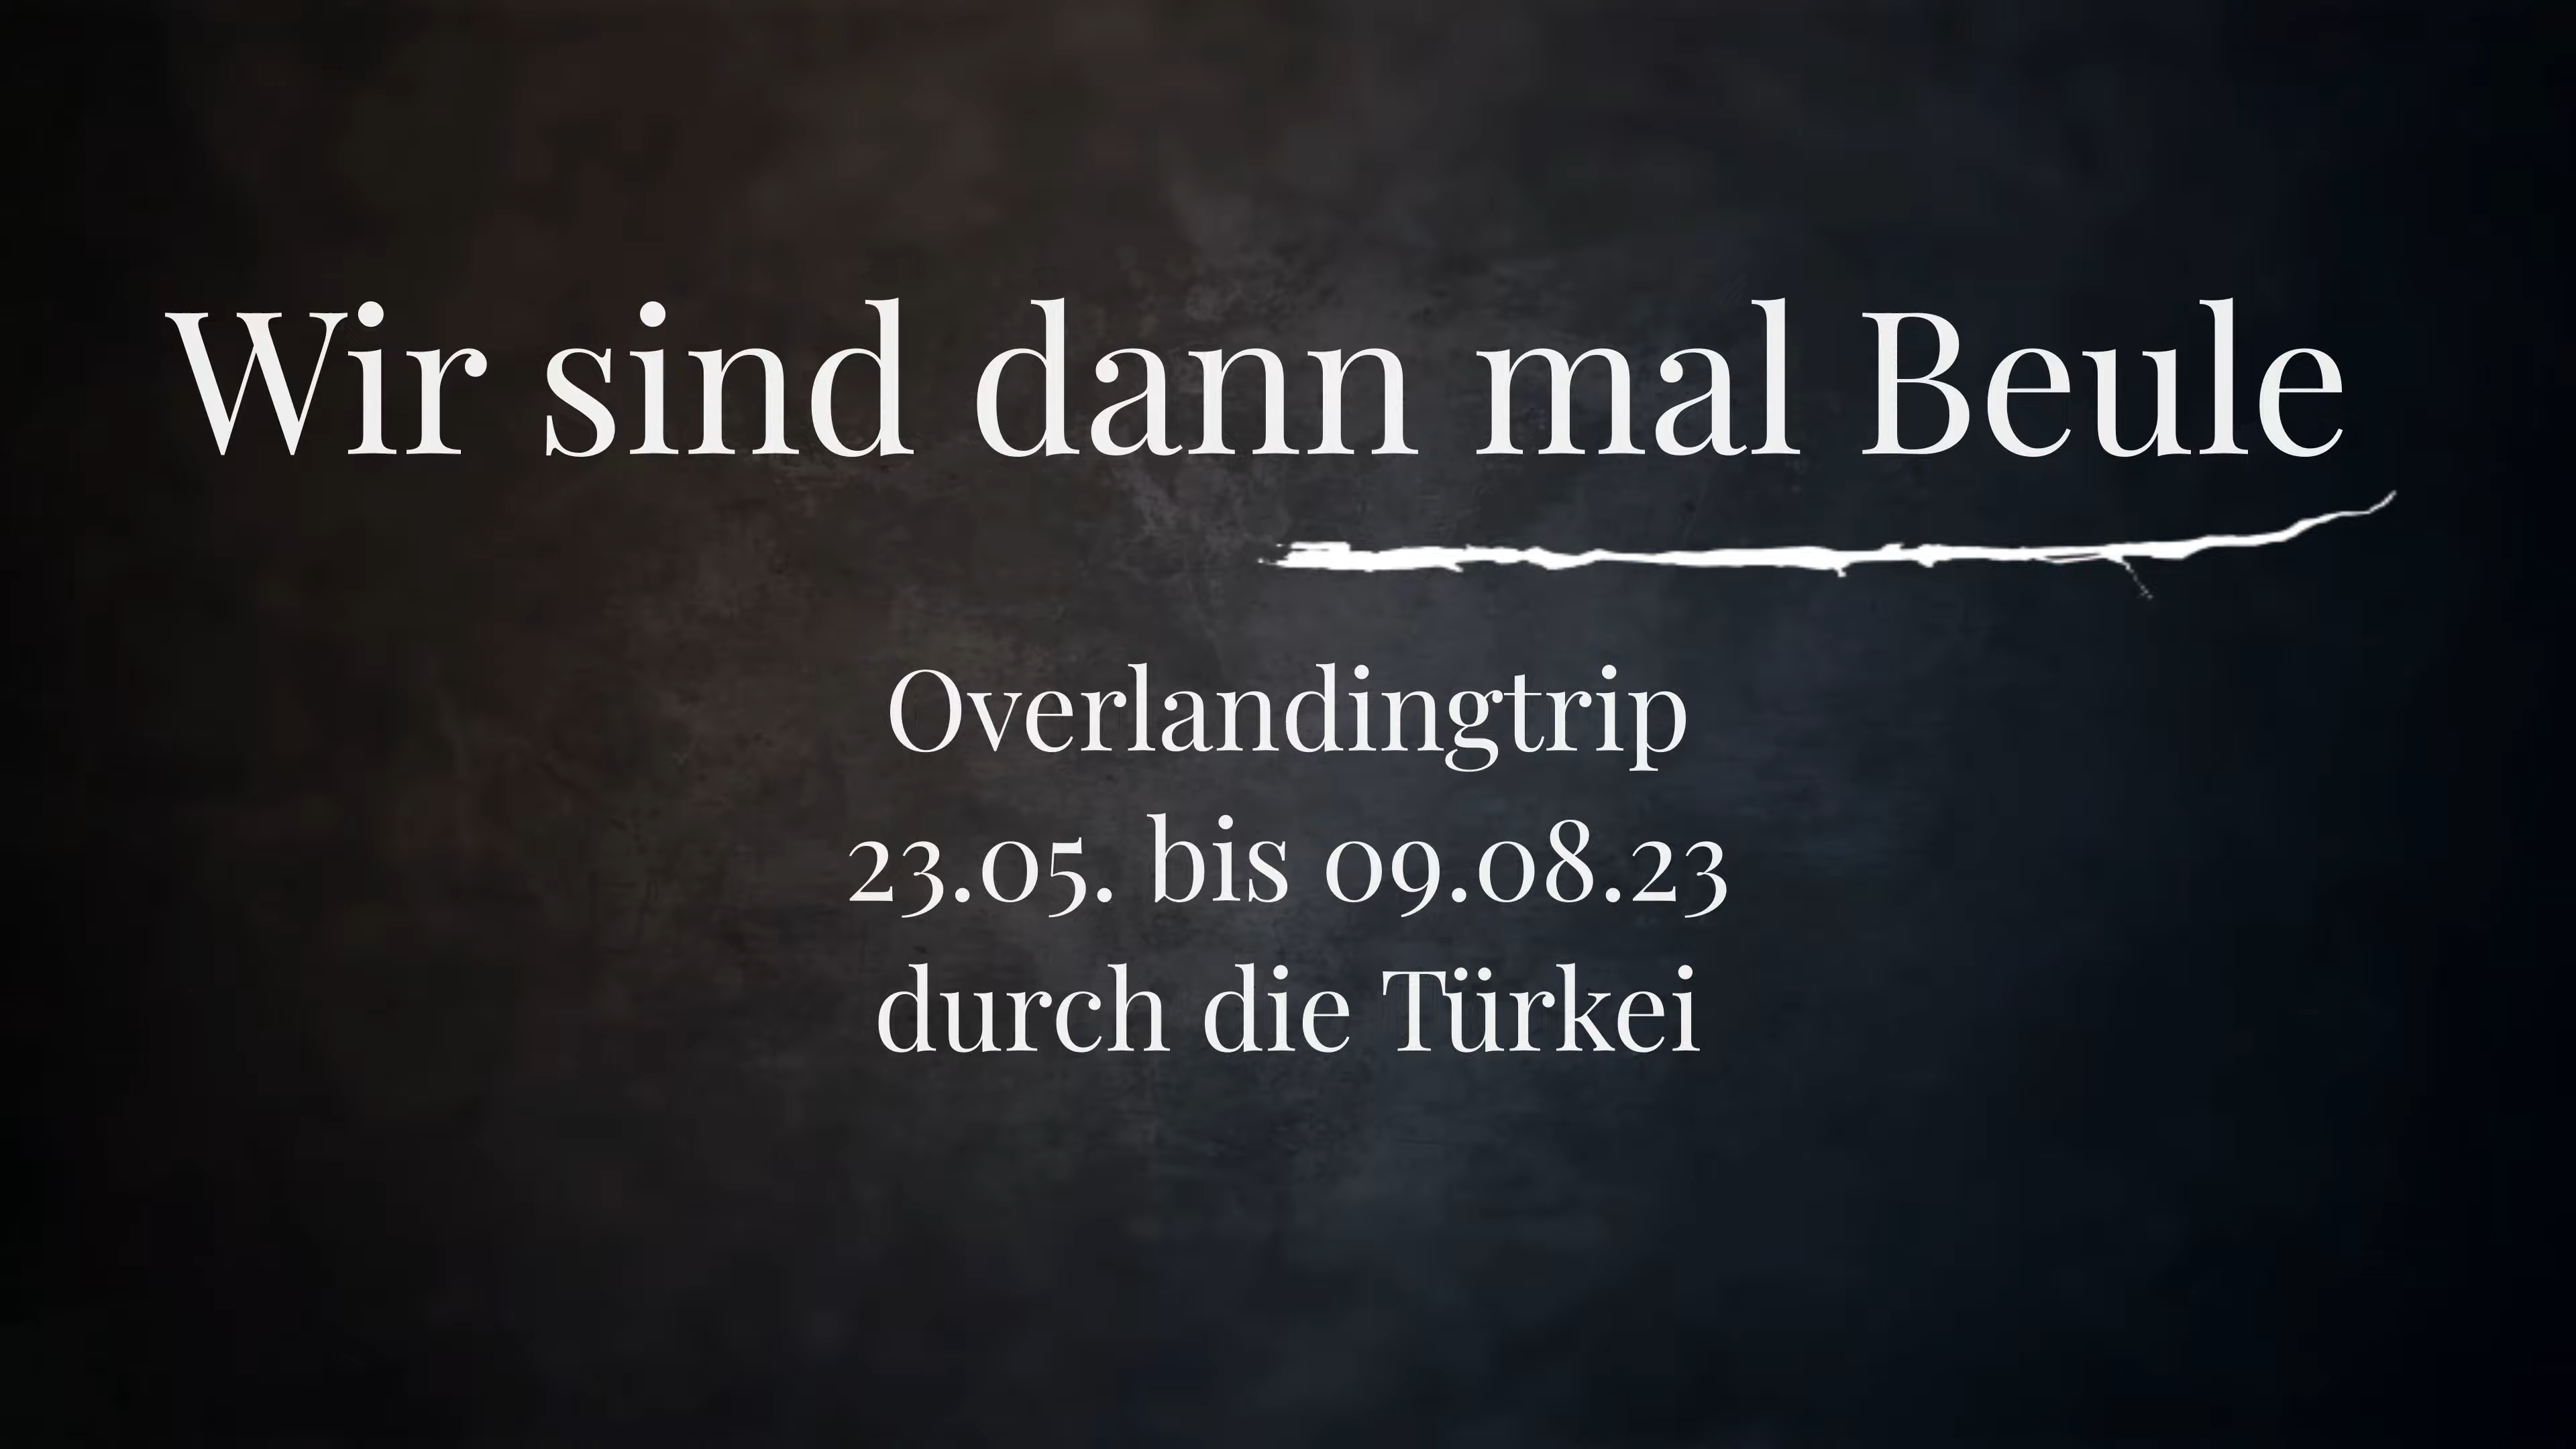 Wir sind dann mal Beule
Overlandingtrip
23.05. bis 09.08.23
durch die Türkei